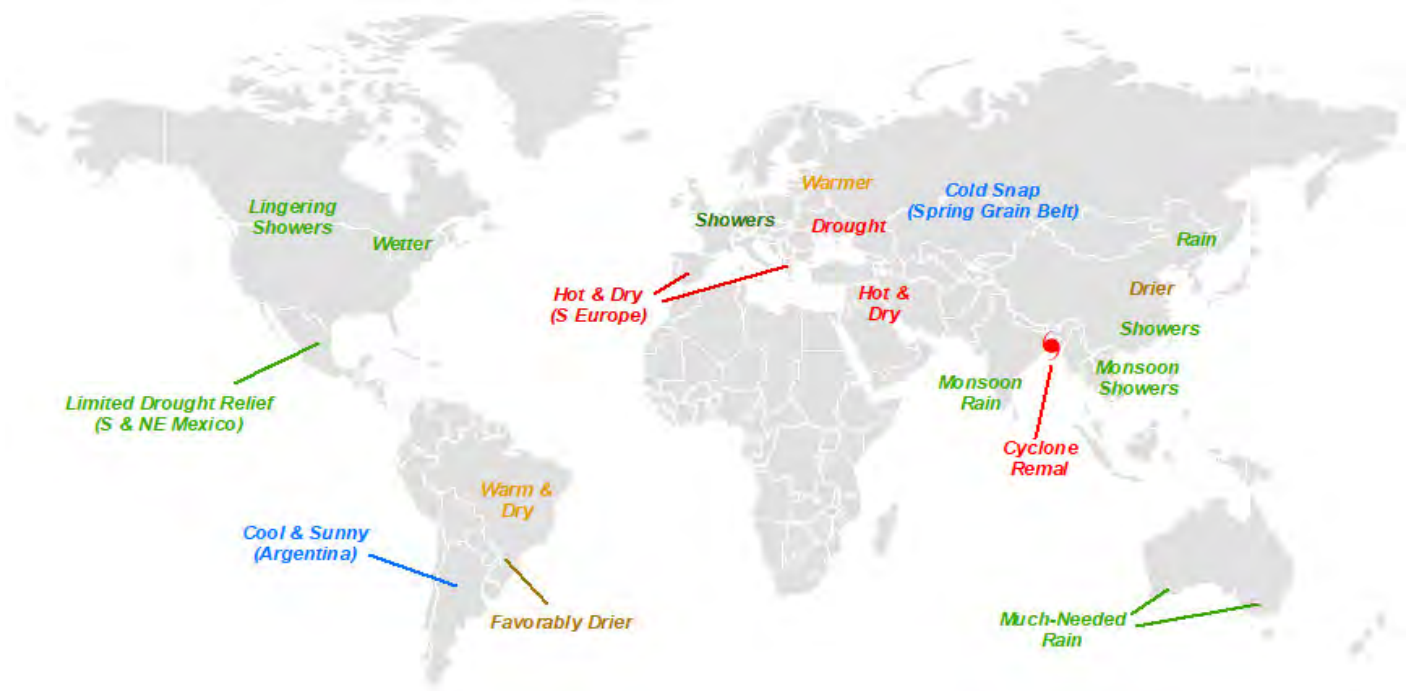 Lingering
Showers
Wetter
Limited Drought Relief
(S & NE Mexico)
Warm &
Dry
Cool & Sunny
(Argentina)
Favorably Drier
Warmer
Showers
Drought
Cold Snap
(Spring Grain Belt)
Hot & Dry
(S Europe)
Hot &
Dry
Rain
Drier
Showers
Monsoon
Showers
Monsoon
Rain
Cyclone
Remal
Much-Needed
Rain